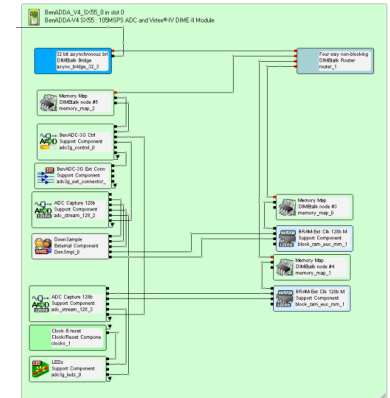 BenADDA_V4_SX55_0 in slot 0
BenADDA-V4 SX55 : 105MSPS ADC and Virtex®-IV DIME-II Module
32 bit asynchronous bri
DIMEtalk Bridge
async_bridge_32_3
Four way non-blocking
DIMEtalk Router
router_1
Memory Map
DIMEtalk node #5
memory_map_2
BenADC-3G Ctrl
Support Component
adc3g_control_0
BenADC-3G Ext Conn
Support Component
adc3g_ext_connector_
ADC Capture 128b
Support Component
adc_stream_128_2
Memory Map
DIMEtalk node #3
memory_map_0
DownSample
External Component
DwnSmpl_0
BRAM-Ext Clk 128b M
Support Component
block_ram_euc_mm_1
Memory Map
DIMEtalk node #4
memory_map_1
ADC Capture 128b
Support Component
adc_stream_128_3
BRAM-Ext Clk 128b M
Support Component
block_ram_euc_mm_1
Clock & reset
Clock/Reset Compone
clocks_1
LEDs
Support Component
adc3g_leds_0